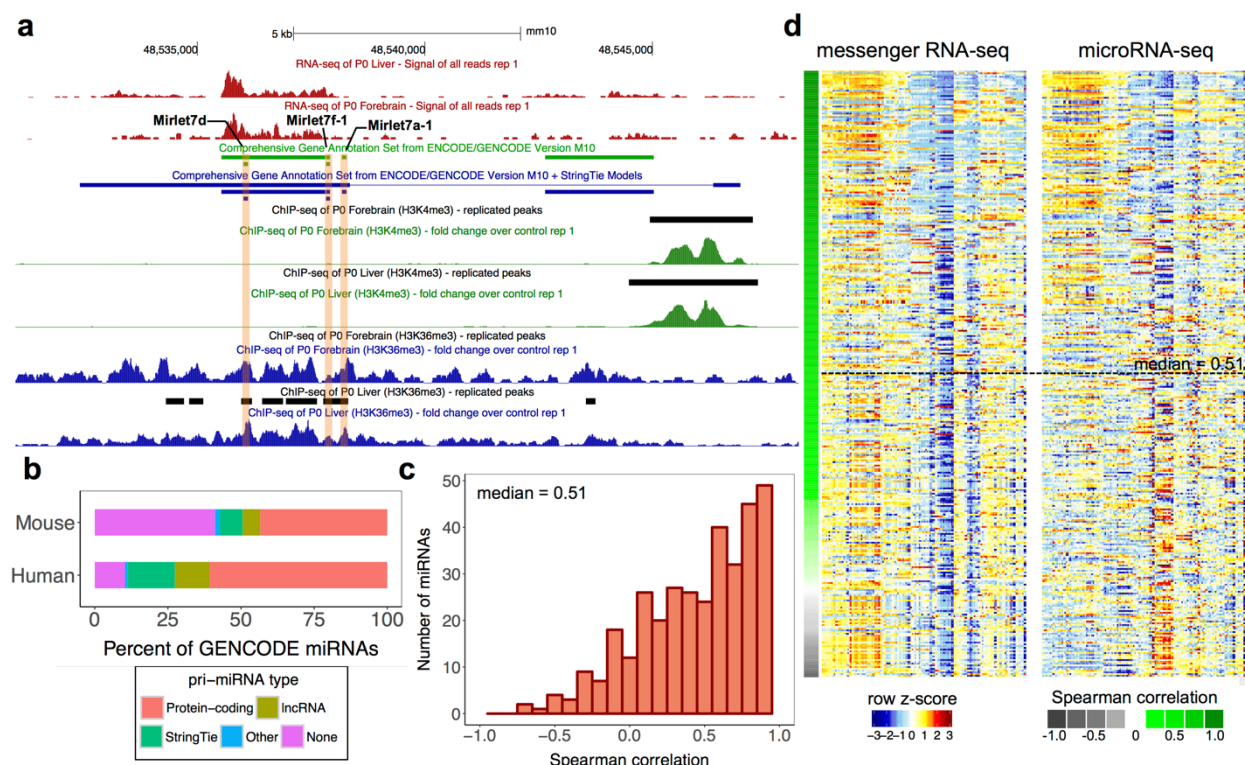 a
5 kb
mm10
48,535,000
48,540,000
48,545,000
RNA-seq of P0 Liver - Signal of all reads rep 1
RNA-seq of P0 Forebrain - Signal of all reads rep 1
Mirlet7d
Mirlet7f-1
Mirlet7a-1
Comprehensive Gene Annotation Set from ENCODE/GENCODE Version M10
Comprehensive Gene Annotation Set from ENCODE/GENCODE Version M10 + StringTie Models
ChIP-seq of P0 Forebrain (H3K4me3) - replicated peaks
ChIP-seq of P0 Forebrain (H3K4me3) - fold change over control rep 1
ChIP-seq of P0 Liver (H3K4me3) - replicated peaks
ChIP-seq of P0 Liver (H3K4me3) - fold change over control rep 1
ChIP-seq of P0 Forebrain (H3K36me3) - replicated peaks
ChIP-seq of P0 Forebrain (H3K36me3) - fold change over control rep 1
ChIP-seq of P0 Liver (H3K36me3) - replicated peaks
ChIP-seq of P0 Liver (H3K36me3) - fold change over control rep 1
b
Mouse
Human
0 25 50 75 100
Percent of GENCODE miRNAs
pri-miRNA type
Protein-coding lncRNA
StringTie Other None
c
median = 0.51
Number of miRNAs
50
40
30
20
10
0
-1.0 -0.5 0.0 0.5 1.0
Spearman correlation
d
messenger RNA-seq microRNA-seq
median = 0.51
row z-score
-3-2-1 0 1 2 3
Spearman correlation
-1.0 -0.5 0 0.5 1.0